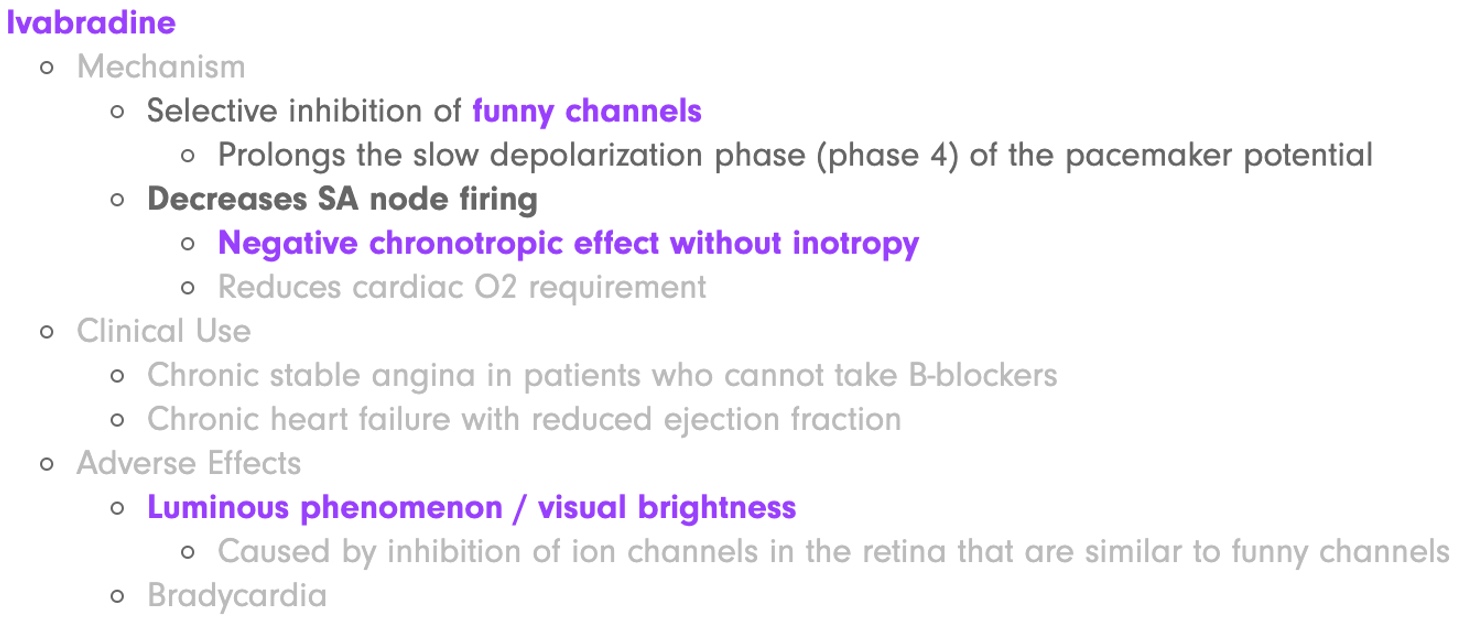 Ivabradine
Mechanism
Selective inhibition of funny channels
Prolongs the slow depolarization phase (phase 4) of the pacemaker potential
Decreases SA node firing
Negative chronotropic effect without inotropy
Reduces cardiac O2 requirement
Clinical Use
Chronic stable angina in patients who cannot take B-blockers
Chronic heart failure with reduced ejection fraction
Adverse Effects
Luminous phenomenon / visual brightness
Caused by inhibition of ion channels in the retina that are similar to funny channels
Bradycardia